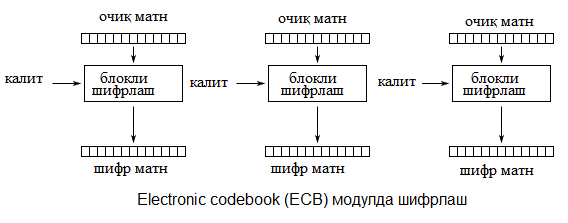 очиқ матн очиқ матн очиқ матн
калит блокли шифрлаш калит блокли шифрлаш калит блокли шифрлаш
шифр матн шифр матн шифр матн
Electronic codebook (ECB) модулда шифрлаш